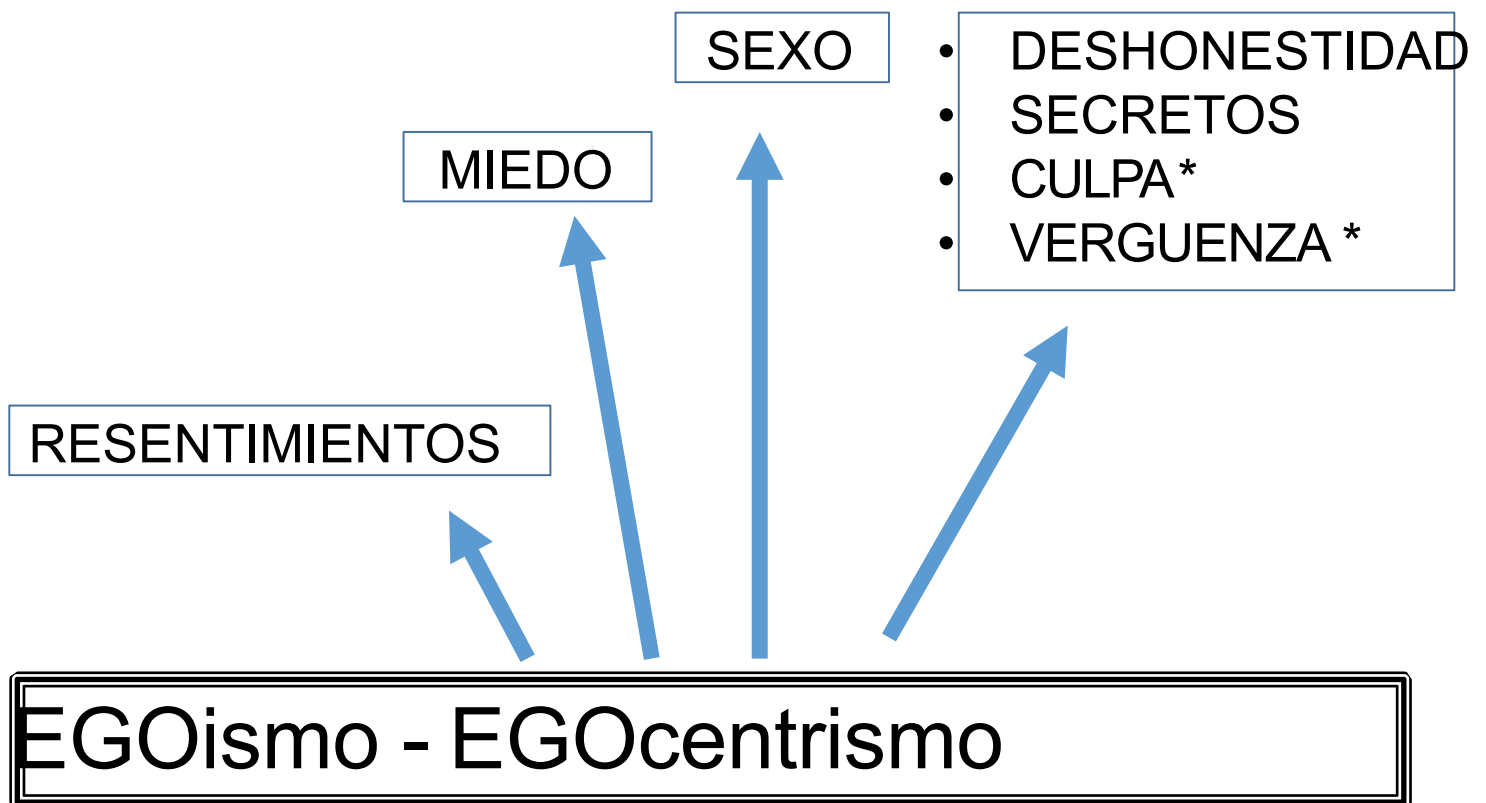 SEXO
• DESHONESTIDAD
• SECRETOS
• CULPA *
• VERGUENZA *
MIEDO
RESENTIMIENTOS
EGOismo - EGOcentrismo